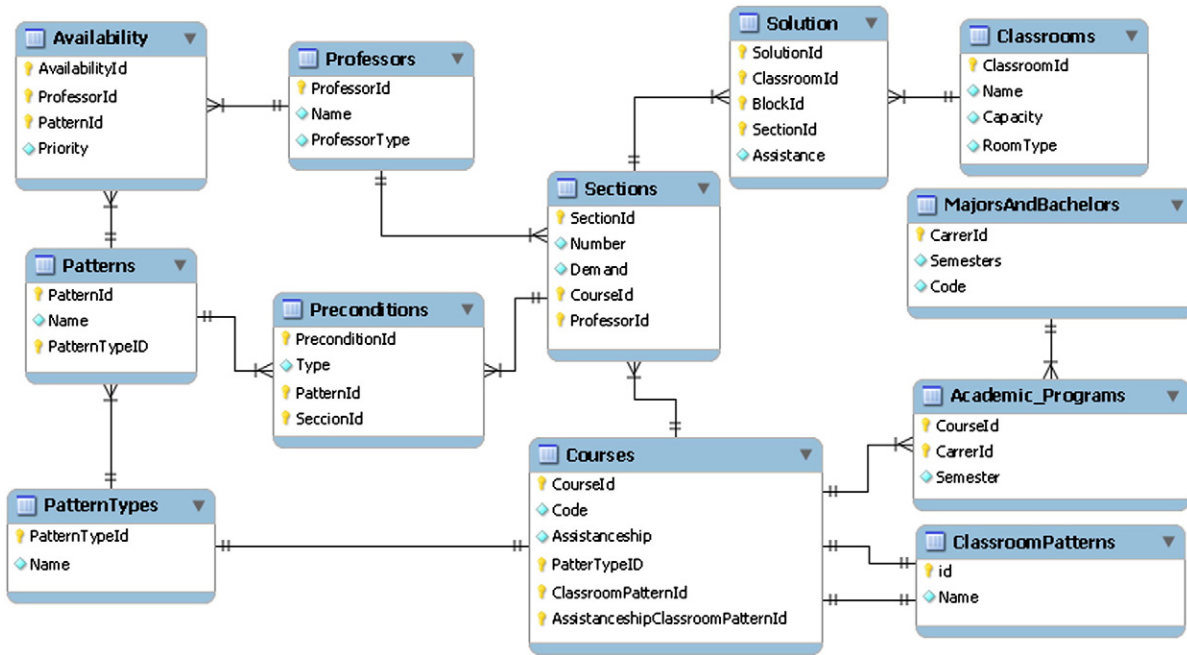 Availability
AvailabilityId
ProfessorId
PatternId
Priority
Professors
ProfessorId
Name
ProfessorType
Solution
SolutionId
ClassroomId
BlockId
SectionId
Assistance
Classrooms
ClassroomId
Name
Capacity
RoomType
Sections
SectionId
Number
Demand
CourseId
ProfessorId
MajorsAndBachelors
CarrerId
Semesters
Code
Patterns
PatternId
Name
PatternTypeID
Preconditions
PreconditionId
Type
PatternId
SeccionId
Academic_Programs
CourseId
CarrerId
Semester
Courses
CourseId
Code
Assistanceship
PatterTypeID
ClassroomPatternId
AssistanceshipClassroomPatternId
PatternTypes
PatternTypeId
Name
ClassroomPatterns
id
Name